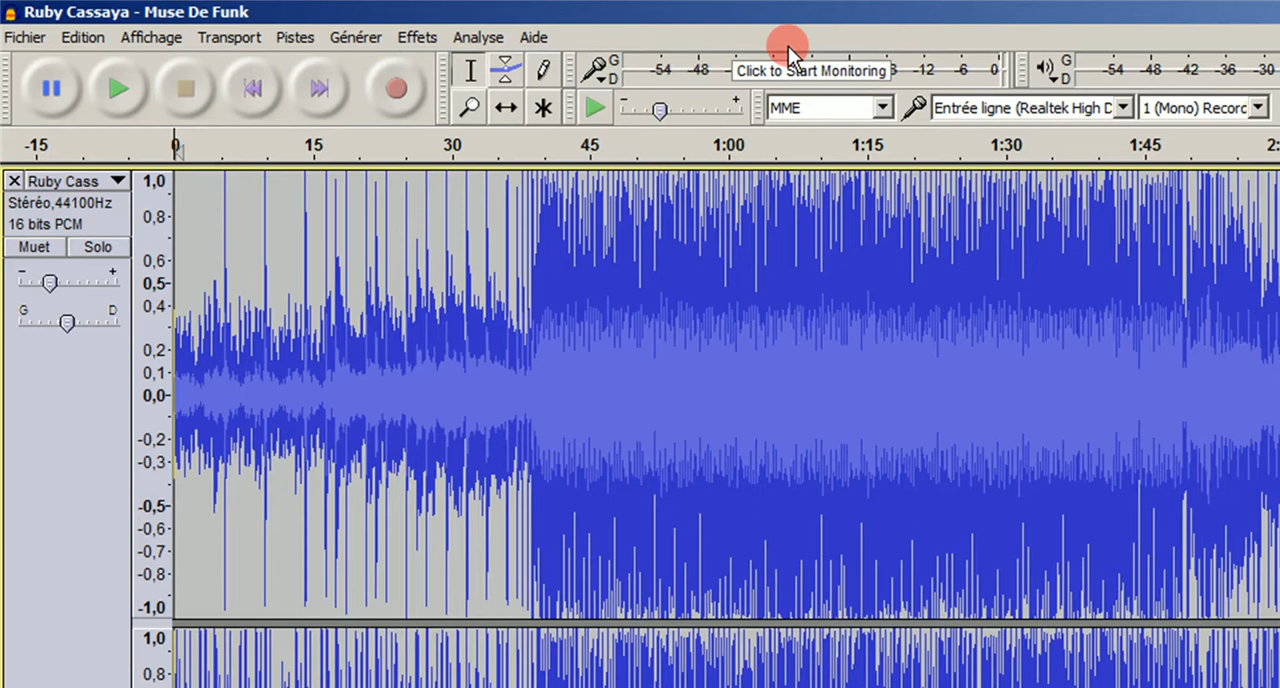 Ruby Cassaya - Muse De Funk
Fichier Edition Affichage Transport Pistes Générer Effets Analyse Aide
G D -54 -48 -12 -6 0 G D -54 -48 -42 -36 -30
Click to Start Monitoring
- + MME Entrée ligne (Realtek High D 1 (Mono) Record
-15 0 15 30 45 1:00 1:15 1:30 1:45 2:
Ruby Cass
Stéréo,44100Hz
16 bits PCM
Muet Solo
- +
G D
1,0
0,8
0,6
0,5
0,4
0,2
0,1
0,0
-0,2
-0,3
-0,5
-0,6
-0,7
-0,8
-1,0
1,0
0,8